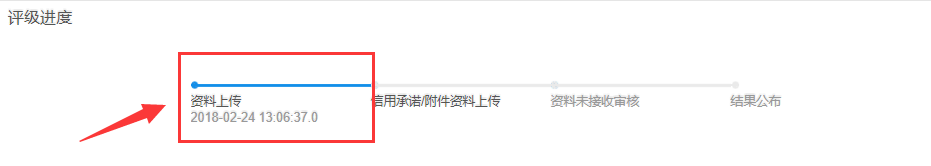 评级进度
资料上传
2018-02-24 13:06:37.0
信用承诺/附件资料上传
资料未接收审核
结果公布